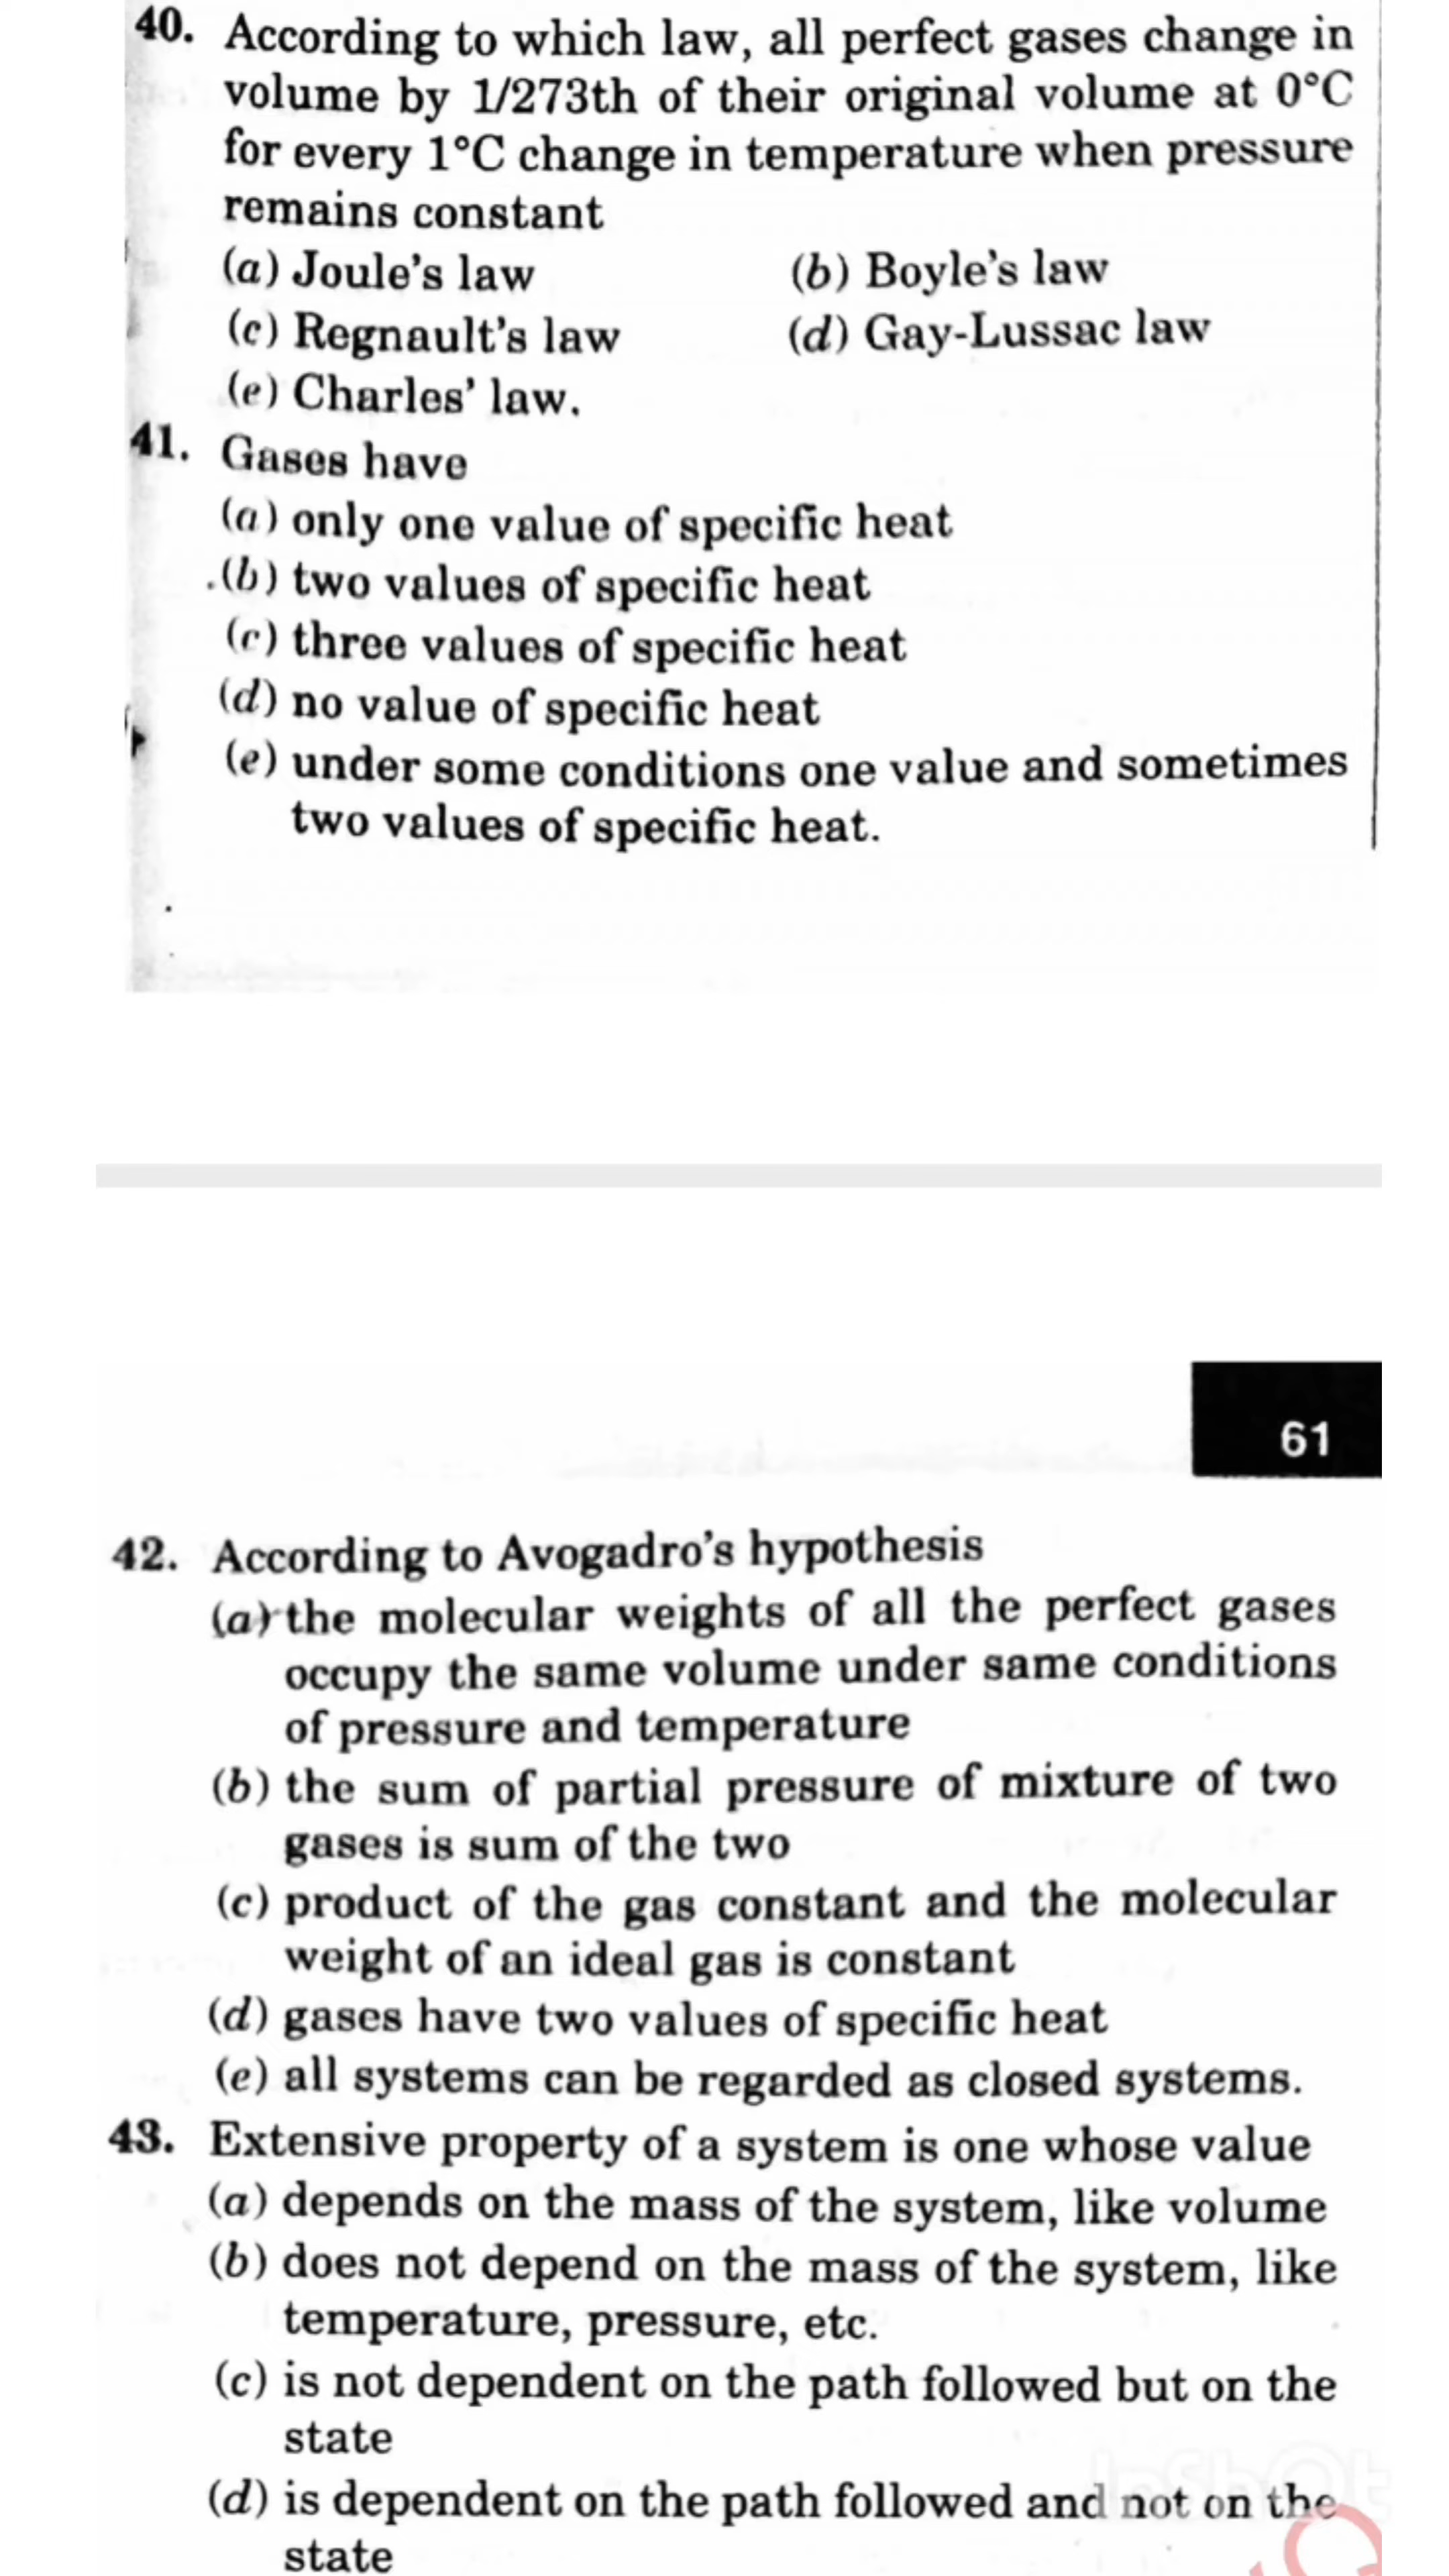 40. According to which law, all perfect gases change in
volume by 1/273th of their original volume at 0°C
for every 1°C change in temperature when pressure
remains constant
(a) Joule's law (b) Boyle's law
(c) Regnault's law (d) Gay-Lussac law
(e) Charles' law.
41. Gases have
(a) only one value of specific heat
(b) two values of specific heat
(c) three values of specific heat
(d) no value of specific heat
(e) under some conditions one value and sometimes
two values of specific heat.
61
42. According to Avogadro's hypothesis
(a) the molecular weights of all the perfect gases
occupy the same volume under same conditions
of pressure and temperature
(b) the sum of partial pressure of mixture of two
gases is sum of the two
(c) product of the gas constant and the molecular
weight of an ideal gas is constant
(d) gases have two values of specific heat
(e) all systems can be regarded as closed systems.
43. Extensive property of a system is one whose value
(a) depends on the mass of the system, like volume
(b) does not depend on the mass of the system, like
temperature, pressure, etc.
(c) is not dependent on the path followed but on the
state
(d) is dependent on the path followed and not on the
state
InShOt